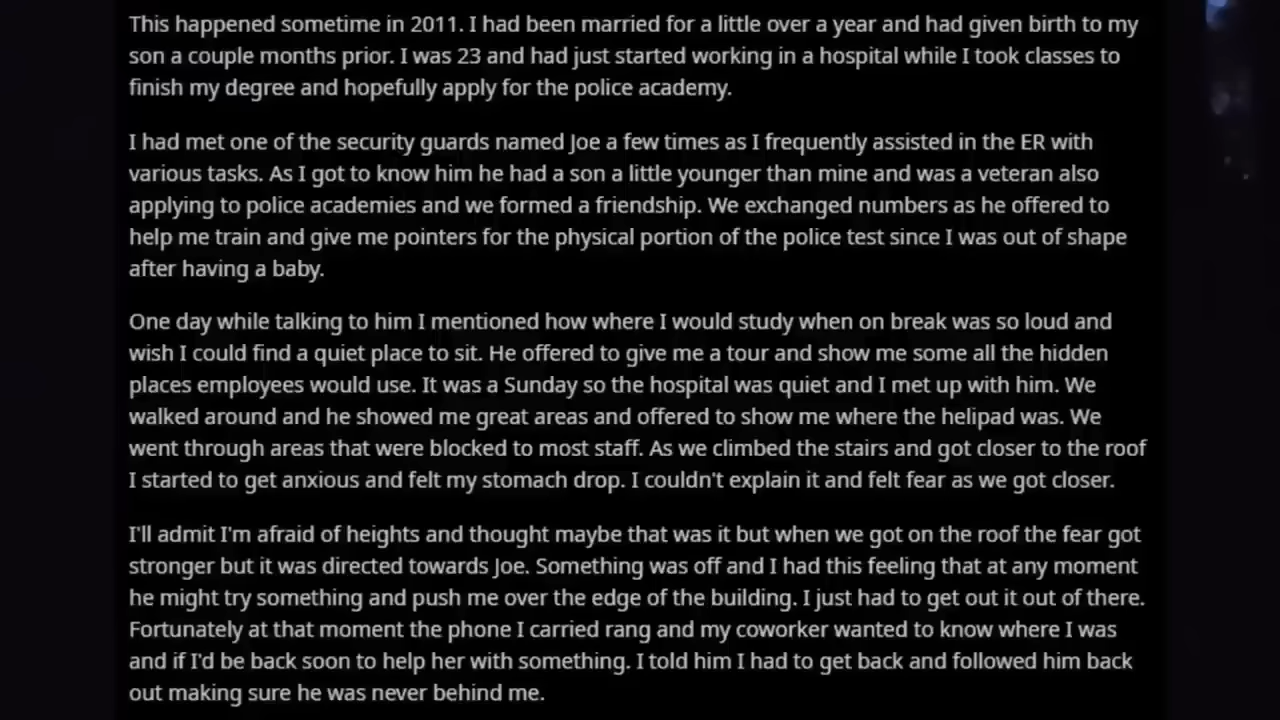 This happened sometime in 2011. I had been married for a little over a year and had given birth to my
son a couple months prior. I was 23 and had just started working in a hospital while I took classes to
finish my degree and hopefully apply for the police academy.
I had met one of the security guards named Joe a few times as I frequently assisted in the ER with
various tasks. As I got to know him he had a son a little younger than mine and was a veteran also
applying to police academies and we formed a friendship. We exchanged numbers as he offered to
help me train and give me pointers for the physical portion of the police test since I was out of shape
after having a baby.
One day while talking to him I mentioned how where I would study when on break was so loud and
wish I could find a quiet place to sit. He offered to give me a tour and show me some all the hidden
places employees would use. It was a Sunday so the hospital was quiet and I met up with him. We
walked around and he showed me great areas and offered to show me where the helipad was. We
went through areas that were blocked to most staff. As we climbed the stairs and got closer to the roof
I started to get anxious and felt my stomach drop. I couldn't explain it and felt fear as we got closer.
I'll admit I'm afraid of heights and thought maybe that was it but when we got on the roof the fear got
stronger but it was directed towards Joe. Something was off and I had this feeling that at any moment
he might try something and push me over the edge of the building. I just had to get out it out of there.
Fortunately at that moment the phone I carried rang and my coworker wanted to know where I was
and if I'd be back soon to help her with something. I told him I had to get back and followed him back
out making sure he was never behind me.